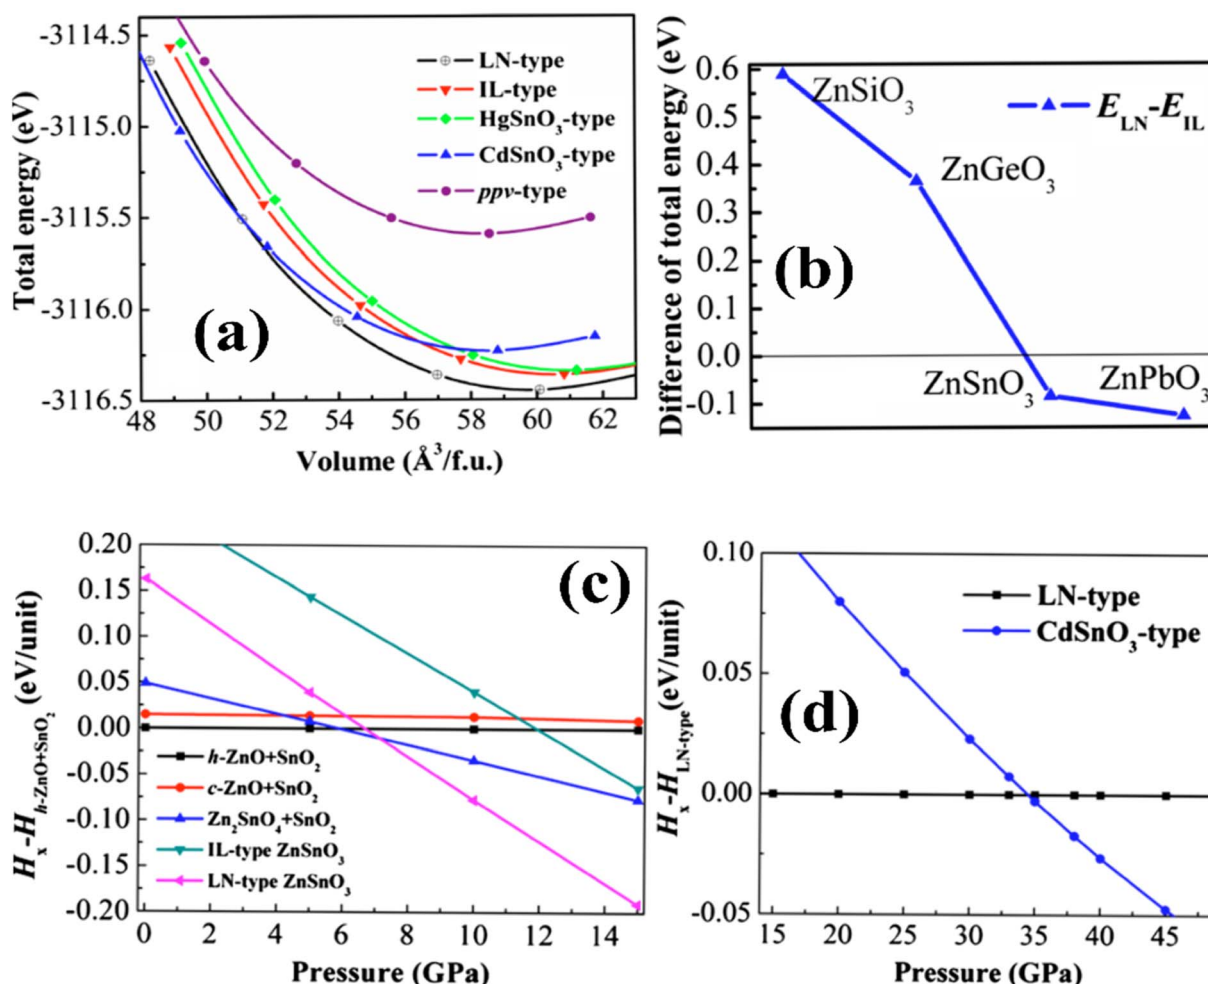 -3114.5
-3115.0
-3115.5
-3116.0
-3116.5
Total energy (eV)
LN-type
IL-type
HgSnO₃-type
CdSnO₃-type
ppv-type
(a)
48 50 52 54 56 58 60 62
Volume (Å³/f.u.)
0.6
0.5
0.4
0.3
0.2
0.1
0.0
-0.1
Difference of total energy (eV)
ZnSiO₃
E_LN-E_IL
ZnGeO₃
(b)
ZnSnO₃
ZnPbO₃
0.20
0.15
0.10
0.05
0.00
-0.05
-0.10
-0.15
-0.20
Hₓ-H_h-ZnO+SnO₂ (eV/unit)
(c)
h-ZnO+SnO₂
c-ZnO+SnO₂
Zn₂SnO₄+SnO₂
IL-type ZnSnO₃
LN-type ZnSnO₃
0 2 4 6 8 10 12 14
Pressure (GPa)
0.10
0.05
0.00
-0.05
Hₓ-H_LN-type(eV/unit)
LN-type
CdSnO₃-type
(d)
15 20 25 30 35 40 45
Pressure (GPa)